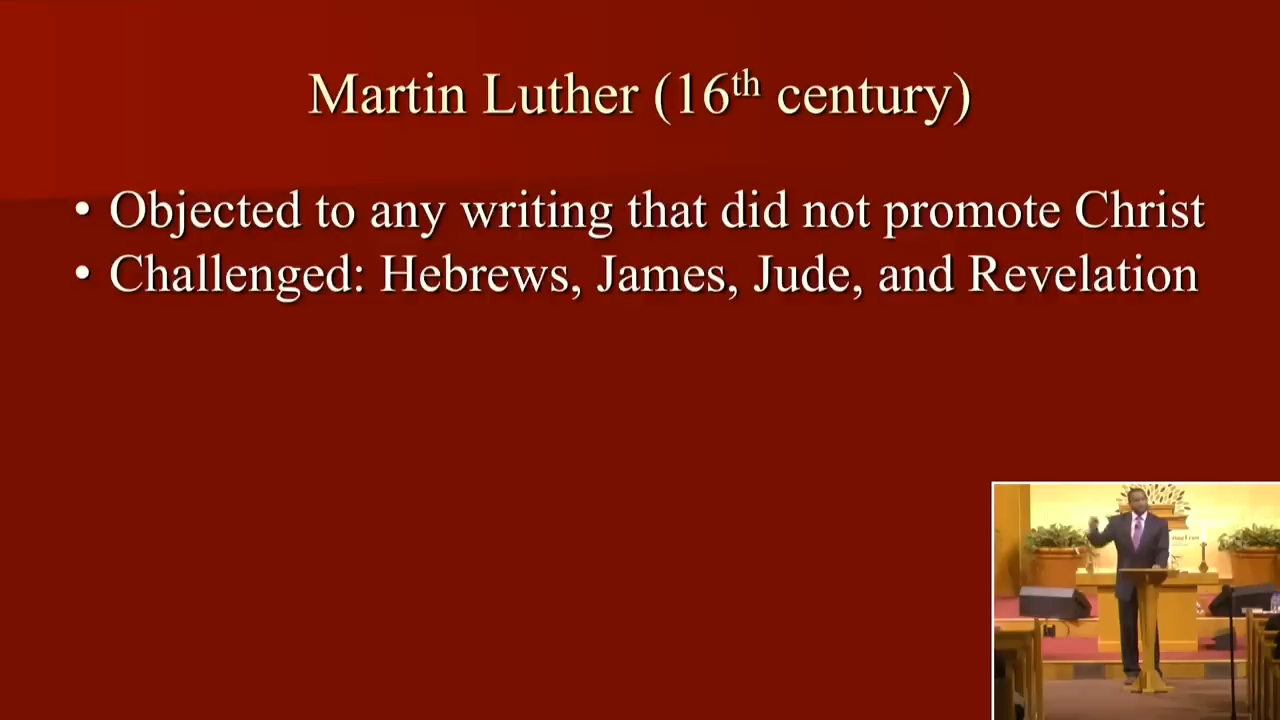 Martin Luther (16th century)
• Objected to any writing that did not promote Christ
• Challenged: Hebrews, James, Jude, and Revelation